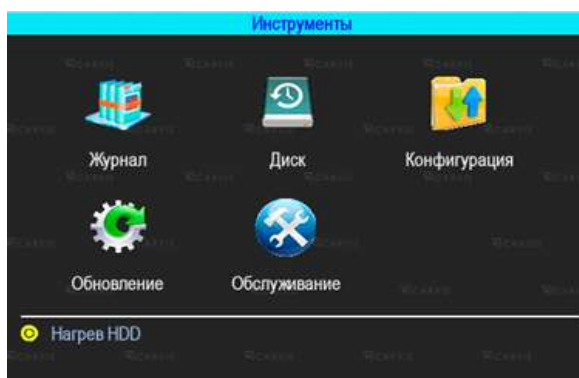 Инструменты
Журнал Диск Конфигурация
Обновление Обслуживание
Нагрев HDD